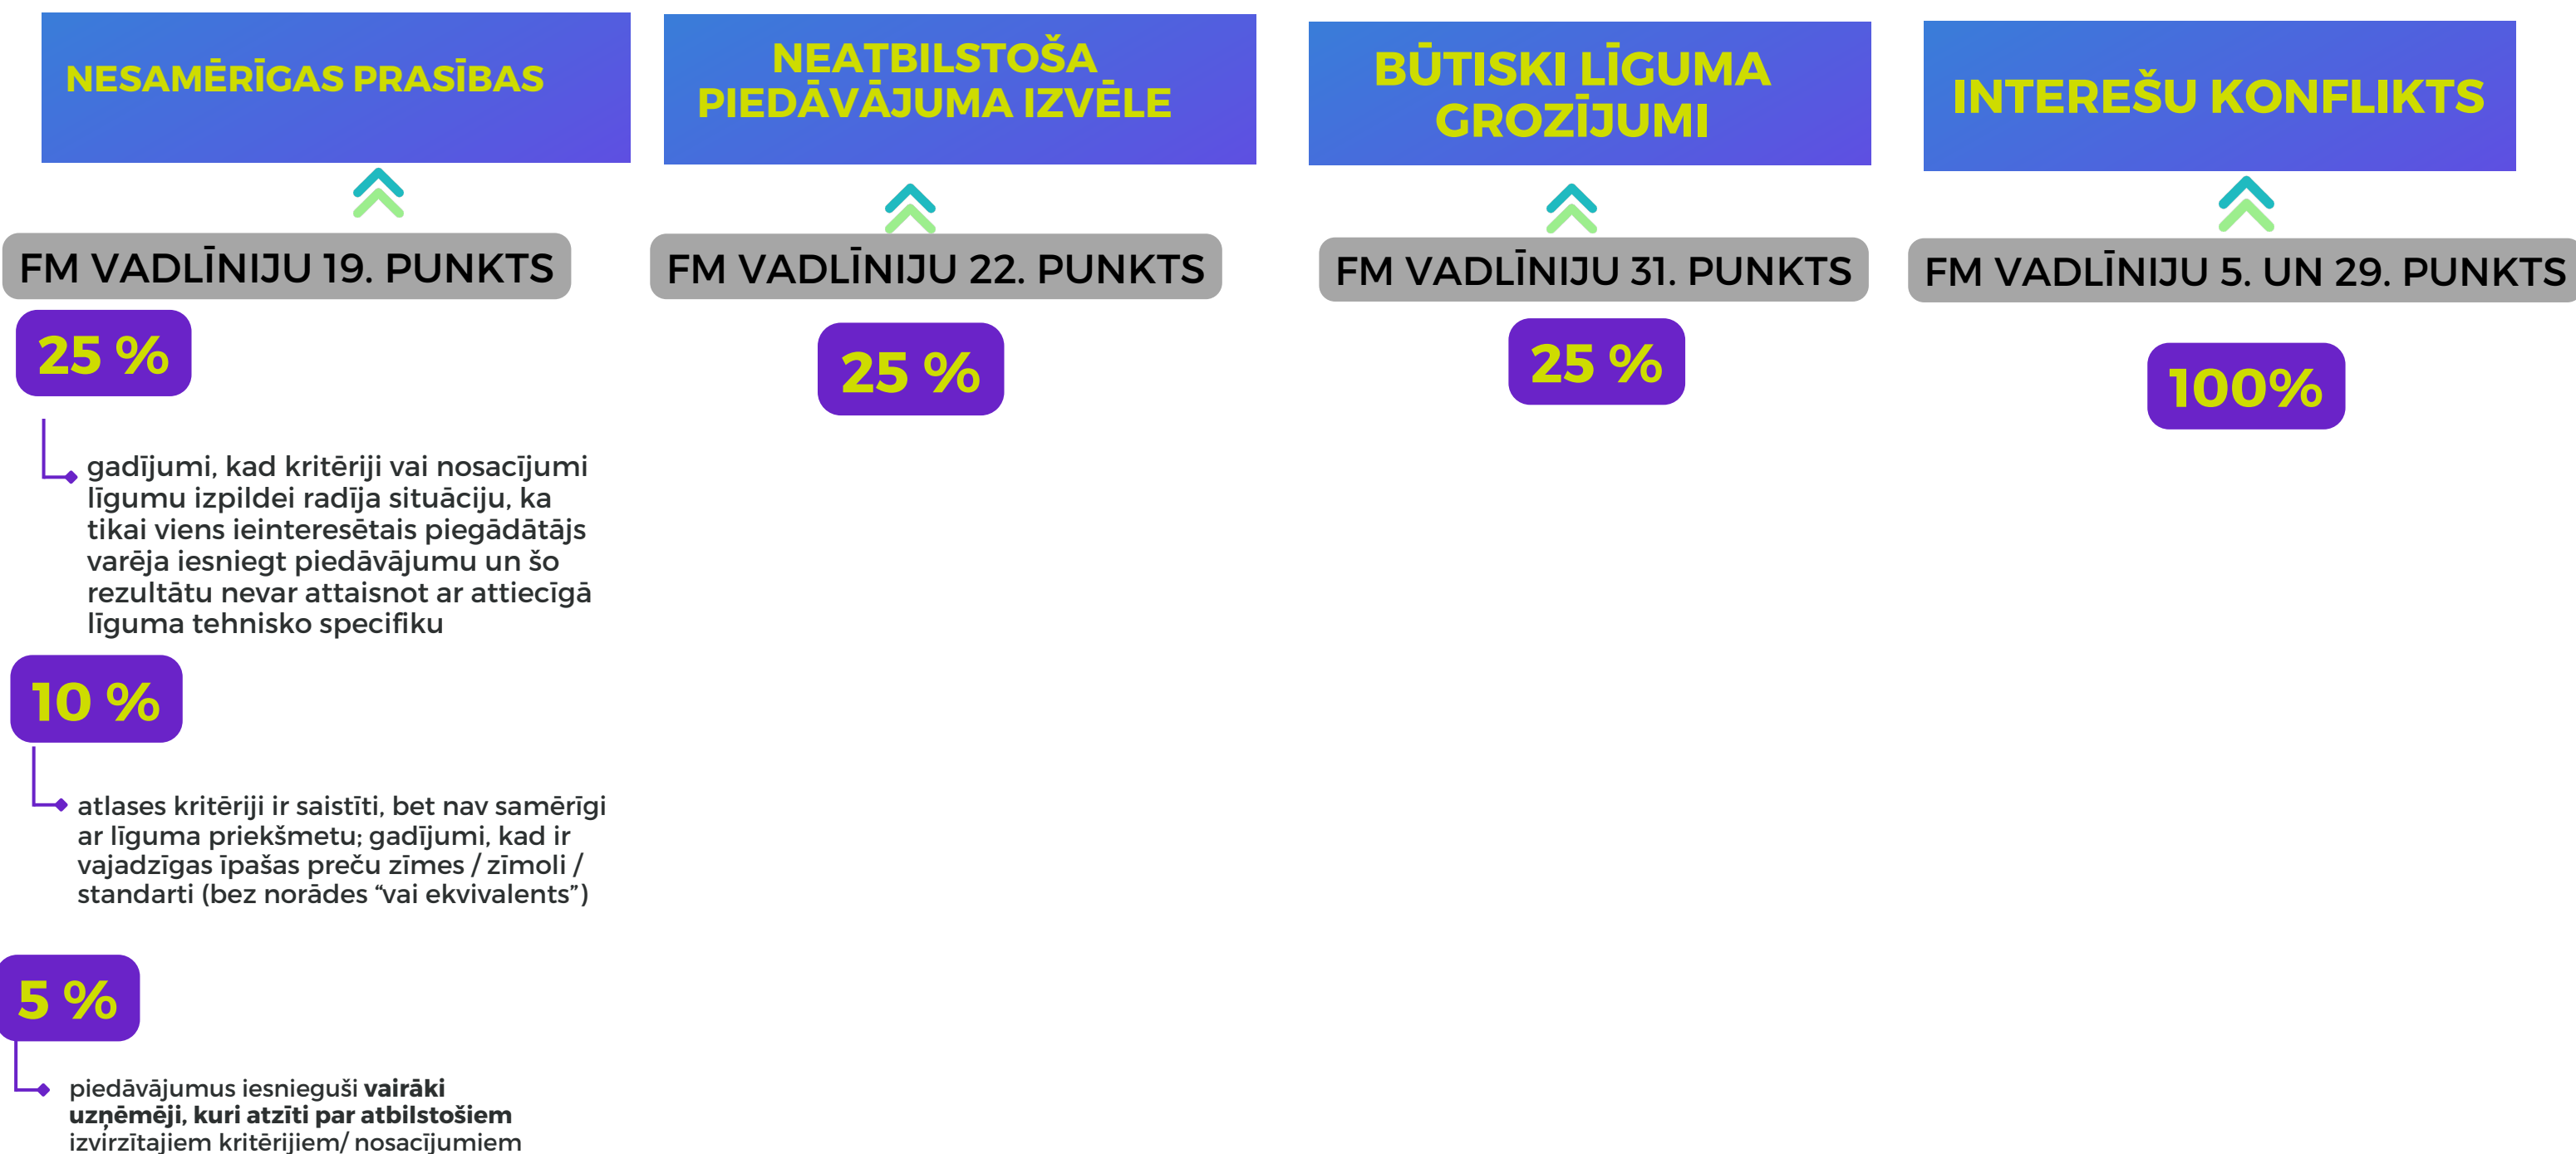 NESAMĒRĪGAS PRASĪBAS
FM VADLĪNIJU 19. PUNKTS
25 %
gadījumi, kad kritēriji vai nosacījumi
līgumu izpildei radīja situāciju, ka
tikai viens ieinteresētais piegādātājs
varēja iesniegt piedāvājumu un šo
rezultātu nevar attaisnot ar attiecīgā
līguma tehnisko specifiku
10 %
atlases kritēriji ir saistīti, bet nav samērīgi
ar līguma priekšmetu; gadījumi, kad ir
vajadzīgas īpašas preču zīmes / zīmoli /
standarti (bez norādes “vai ekvivalents”)
5 %
piedāvājumus iesnieguši vairāki
uzņēmēji, kuri atzīti par atbilstošiem
izvirzītajiem kritērijiem/ nosacījumiem
NEATBILSTOŠA
PIEDĀVĀJUMA IZVĒLE
FM VADLĪNIJU 22. PUNKTS
25 %
BŪTISKI LĪGUMA
GROZĪJUMI
FM VADLĪNIJU 31. PUNKTS
25 %
INTEREŠU KONFLIKTS
FM VADLĪNIJU 5. UN 29. PUNKTS
100%